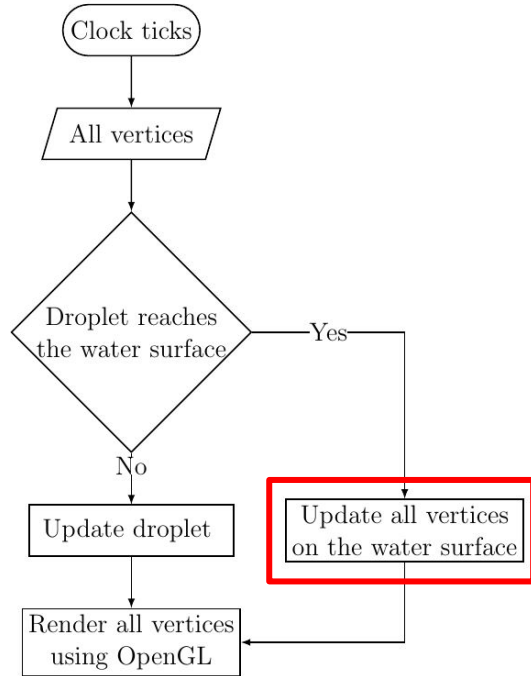 Clock ticks
All vertices
Droplet reaches
the water surface
Yes
No
Update droplet
Update all vertices
on the water surface
Render all vertices
using OpenGL